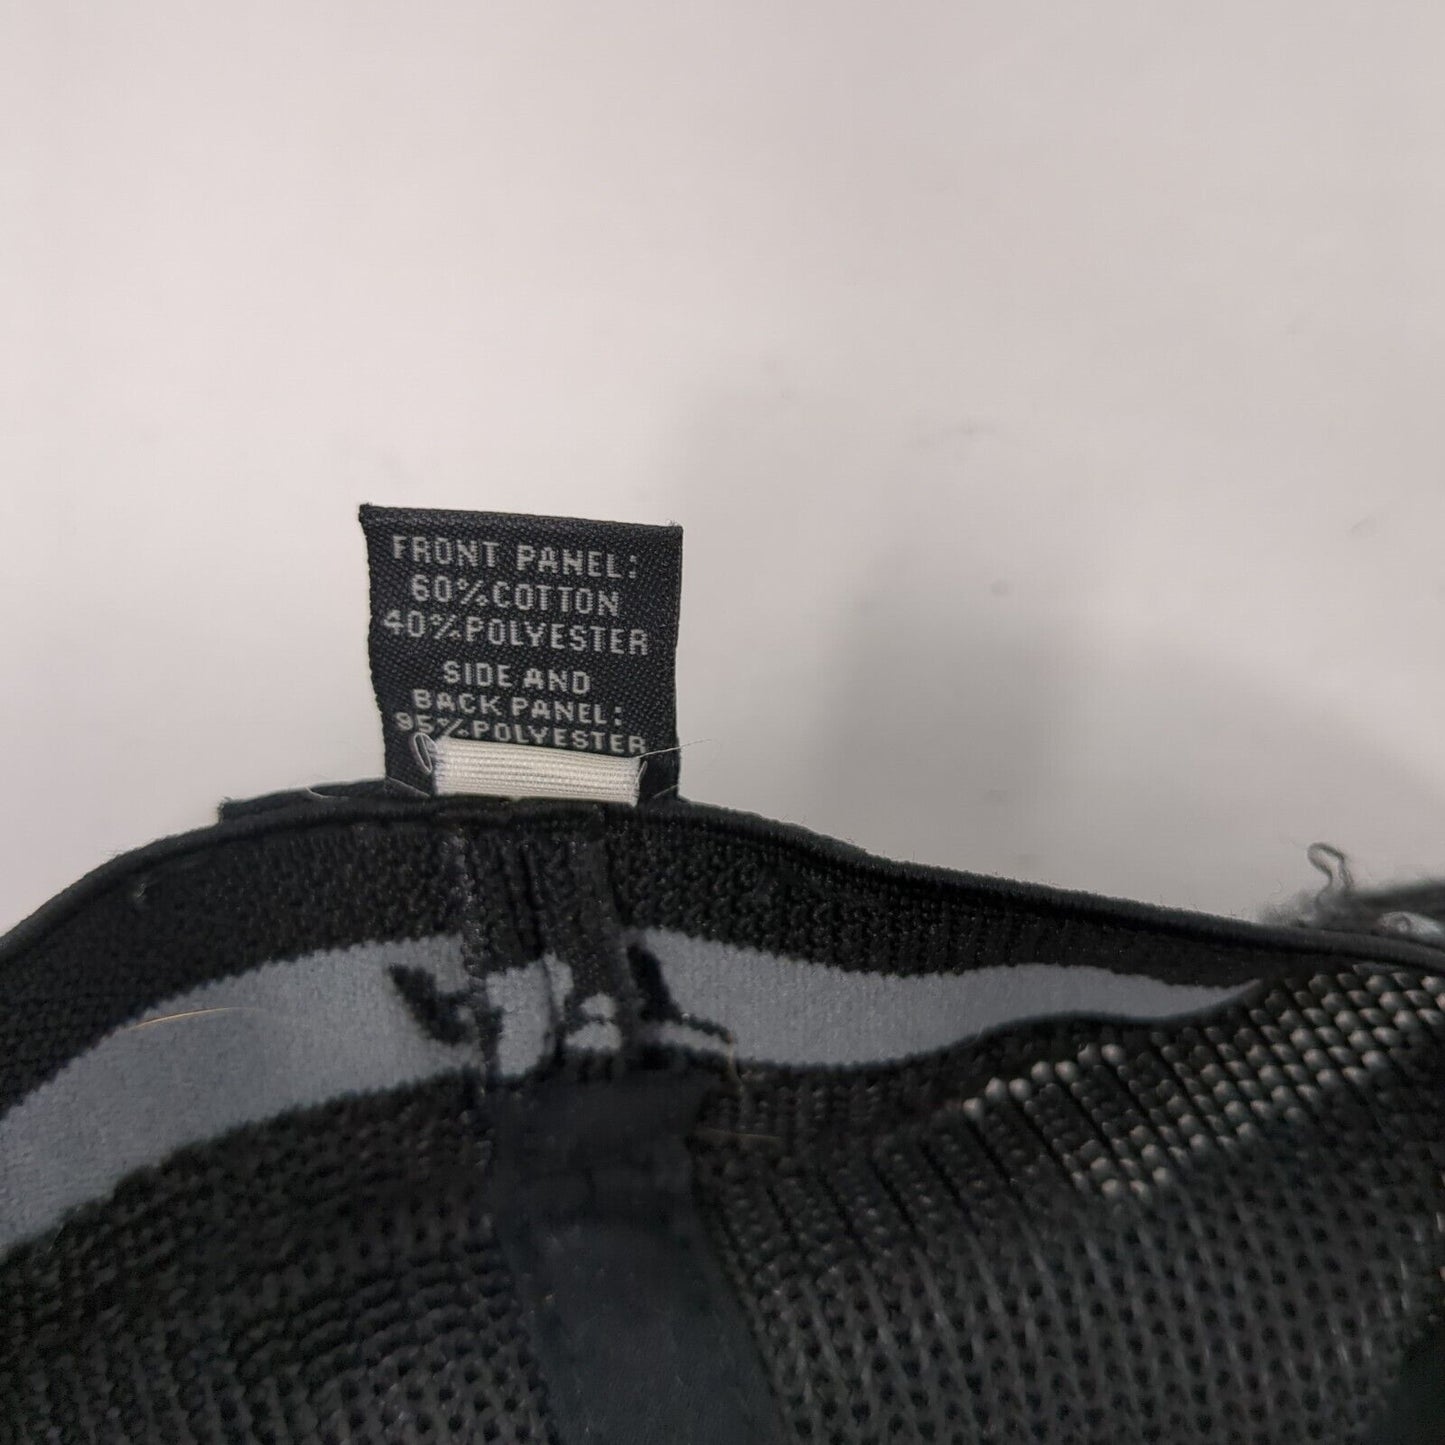 FRONT PANEL:
60%COTTON
40%POLYESTER
SIDE AND
BACK PANEL:
95%POLYESTER